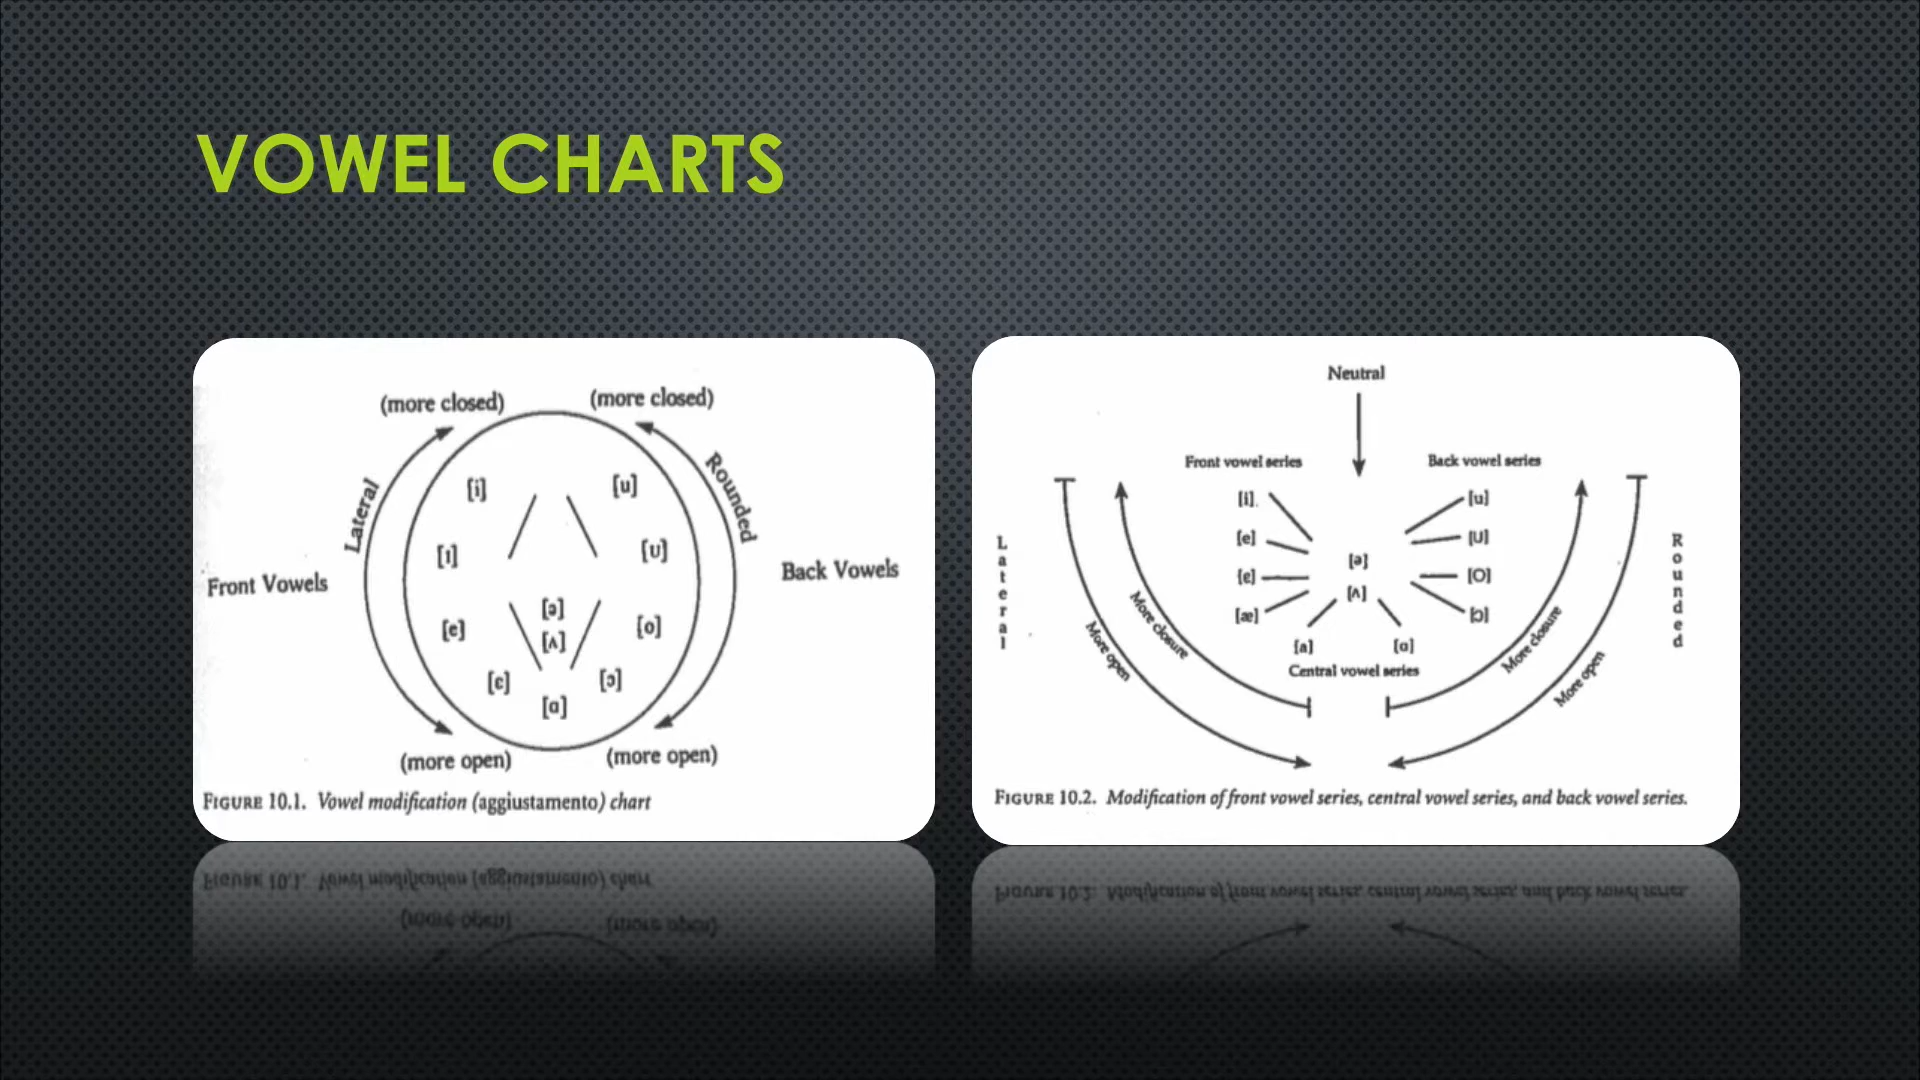 VOWEL CHARTS
(more closed) (more closed)
Lateral
Rounded
[i] [u]
[ɪ] [ʊ]
Front Vowels
Back Vowels
[ə]
[e] [ʌ] [o]
[ɛ] [ɔ]
[ɑ]
(more open) (more open)
FIGURE 10.1. Vowel modification (aggiustamento) chart
Neutral
Front vowel series Back vowel series
[i] [u]
[e] [U]
[ə]
[ɛ] [O]
[ʌ]
[æ] [ɔ]
[a] [ɑ]
Central vowel series
Lateral
Rounded
More closure
More open
More closure
More open
FIGURE 10.2. Modification of front vowel series, central vowel series, and back vowel series.